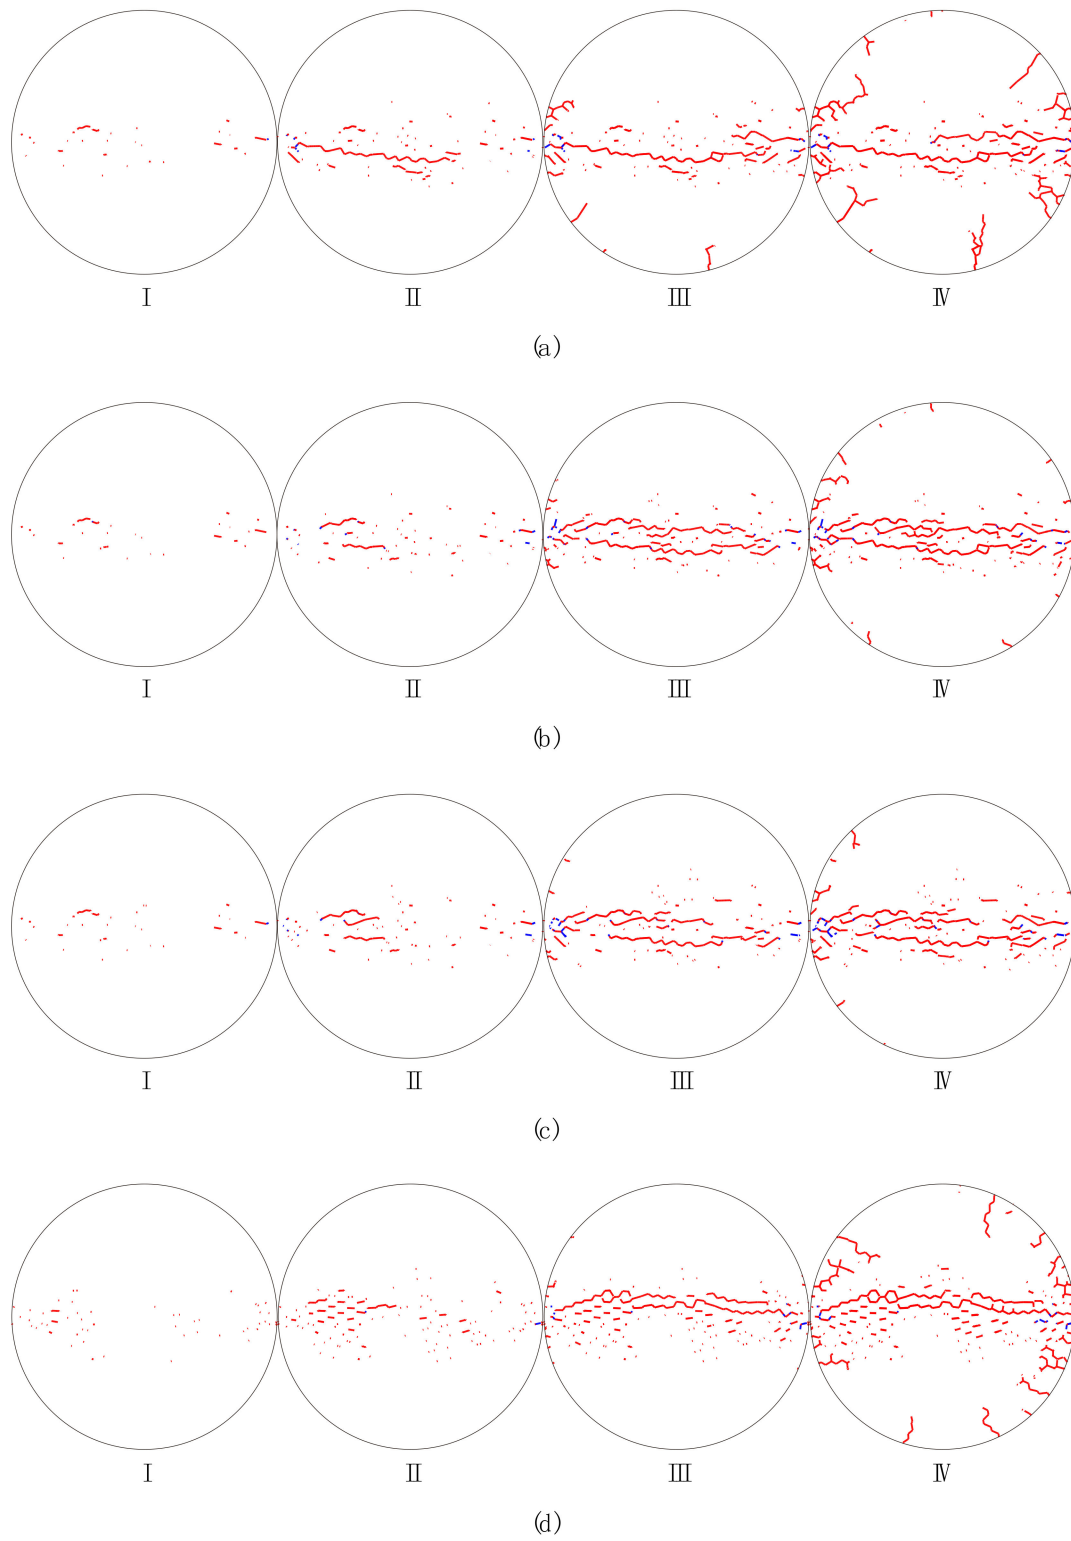 Ⅰ Ⅱ Ⅲ Ⅳ
(a)
Ⅰ Ⅱ Ⅲ Ⅳ
(b)
Ⅰ Ⅱ Ⅲ Ⅳ
(c)
Ⅰ Ⅱ Ⅲ Ⅳ
(d)